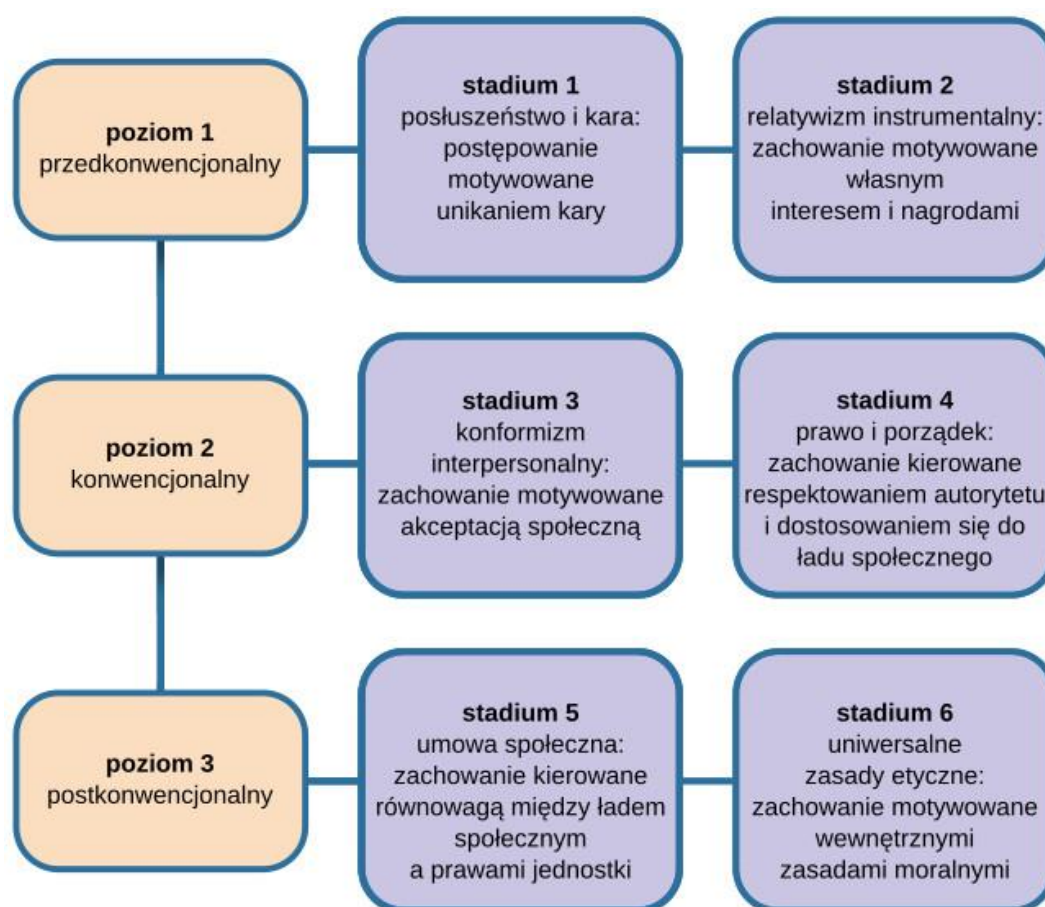 poziom 1
przedkonwencjonalny
stadium 1
posłuszeństwo i kara:
postępowanie
motywowane
unikaniem kary
stadium 2
relatywizm instrumentalny:
zachowanie motywowane
własnym
interesem i nagrodami
poziom 2
konwencjonalny
stadium 3
konformizm
interpersonalny:
zachowanie motywowane
akceptacją społeczną
stadium 4
prawo i porządek:
zachowanie kierowane
respektowaniem autorytetu
i dostosowaniem się do
ładu społecznego
poziom 3
postkonwencjonalny
stadium 5
umowa społeczna:
zachowanie kierowane
równowagą między ładem
społecznym
a prawami jednostki
stadium 6
uniwersalne
zasady etyczne:
zachowanie motywowane
wewnętrznymi
zasadami moralnymi